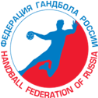 ФЕДЕРАЦИЯ ГАНДБОЛА РОССИИ
HANDBALL FEDERATION OF RUSSIA